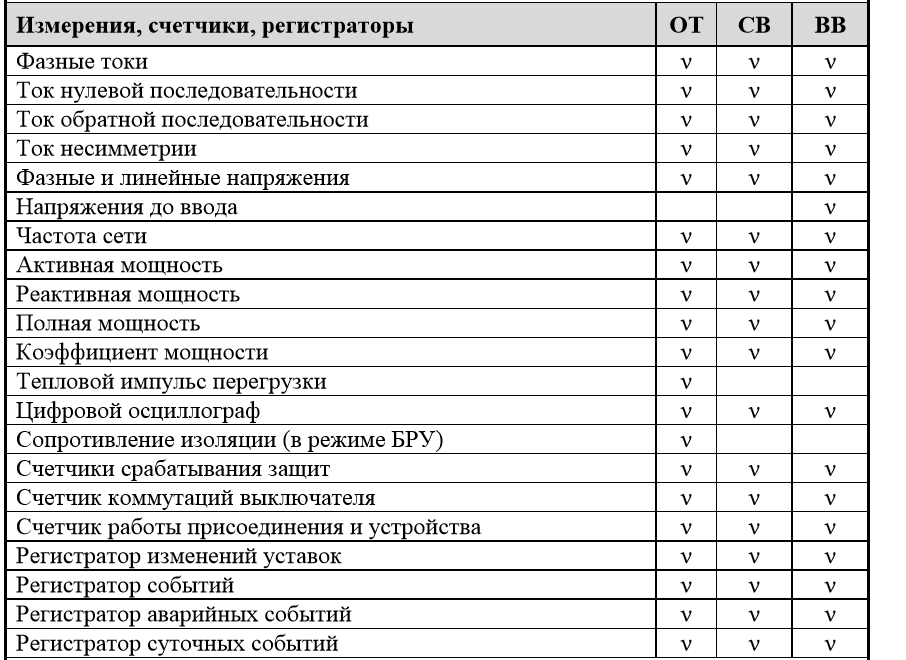 Измерения, счетчики, регистраторы ОТ СВ ВВ
Фазные токи ν ν ν
Ток нулевой последовательности ν ν ν
Ток обратной последовательности ν ν ν
Ток несимметрии ν ν ν
Фазные и линейные напряжения ν ν ν
Напряжения до ввода ν
Частота сети ν ν ν
Активная мощность ν ν ν
Реактивная мощность ν ν ν
Полная мощность ν ν ν
Коэффициент мощности ν ν ν
Тепловой импульс перегрузки ν
Цифровой осциллограф ν ν ν
Сопротивление изоляции (в режиме БРУ) ν
Счетчики срабатывания защит ν ν ν
Счетчик коммутаций выключателя ν ν ν
Счетчик работы присоединения и устройства ν ν ν
Регистратор изменений уставок ν ν ν
Регистратор событий ν ν ν
Регистратор аварийных событий ν ν ν
Регистратор суточных событий ν ν ν